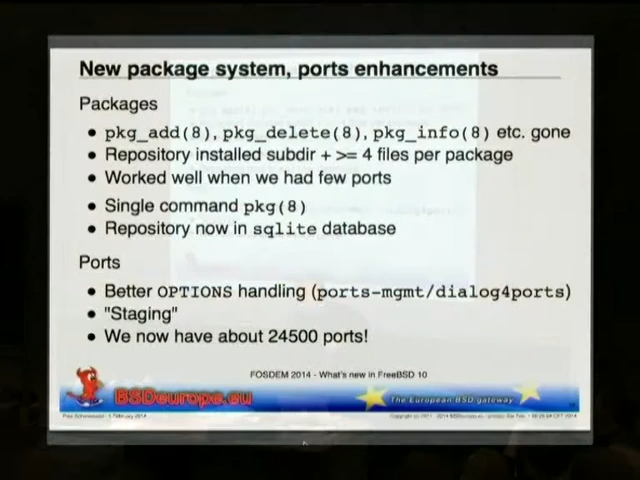 New package system, ports enhancements
Packages
● pkg_add(8), pkg_delete(8), pkg_info(8) etc. gone
● Repository installed subdir + >= 4 files per package
● Worked well when we had few ports
● Single command pkg(8)
● Repository now in sqlite database
Ports
● Better OPTIONS handling (ports-mgmt/dialog4ports)
● "Staging"
● We now have about 24500 ports!
FOSDEM 2014 - What's new in FreeBSD 10
BSDeurope.eu
The European BSD gateway